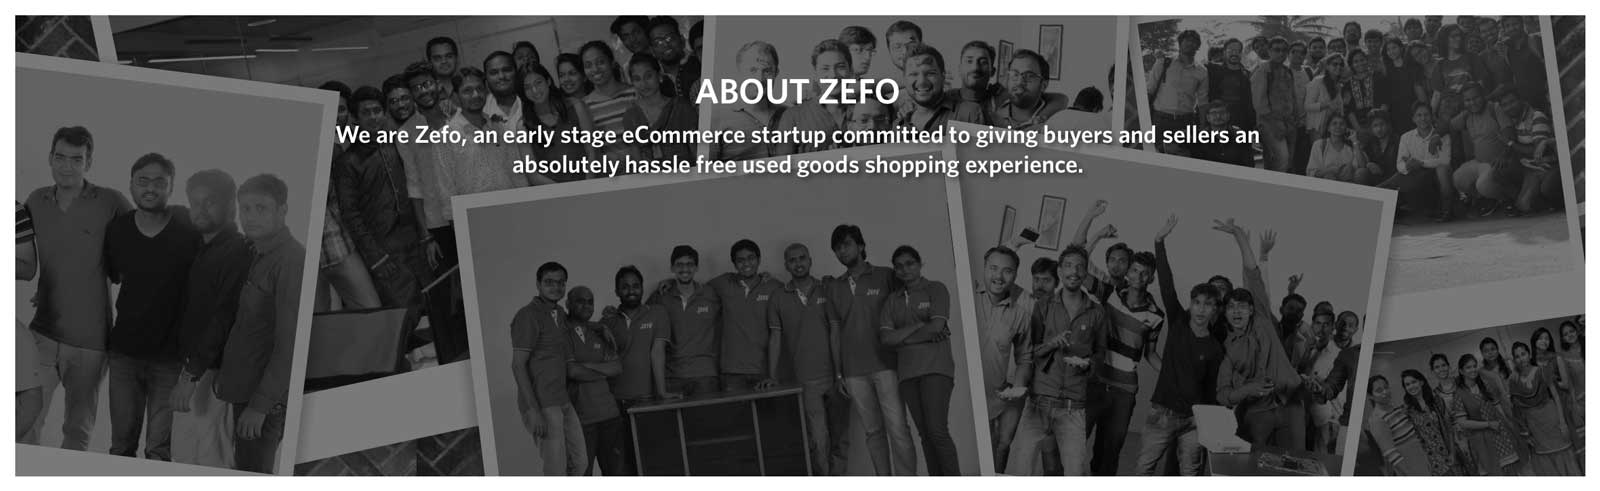 ABOUT ZEFO
We are Zefo, an early stage eCommerce startup committed to giving buyers and sellers an
absolutely hassle free used goods shopping experience.